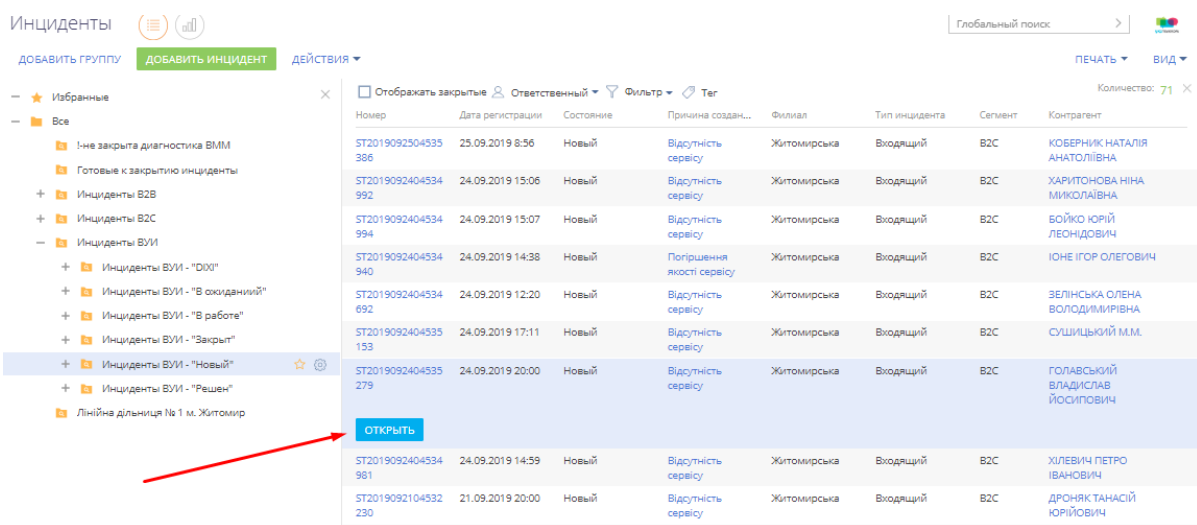 Инциденты
Глобальный поиск
ДОБАВИТЬ ГРУППУ ДОБАВИТЬ ИНЦИДЕНТ ДЕЙСТВИЯ ПЕЧАТЬ ВИД
Избранные
Все
!-не закрыта диагностика ВММ
Готовые к закрытию инциденты
Инциденты B2B
Инциденты B2C
Инциденты ВУИ
Инциденты ВУИ - "DIXI"
Инциденты ВУИ - "В ожиданиий"
Инциденты ВУИ - "В работе"
Инциденты ВУИ - "Закрыт"
Инциденты ВУИ - "Новый"
Инциденты ВУИ - "Решен"
Лінійна дільниця № 1 м. Житомир
Отображать закрытые Ответственный Фильтр Тег Количество: 71
Номер Дата регистрации Состояние Причина создан... Филиал Тип инцидента Сегмент Контрагент
ST2019092504535 25.09.2019 8:56 Новый Відсутність Житомирська Входящий B2C КОБЕРНИК НАТАЛІЯ
386 сервісу АНАТОЛІЇВНА
ST2019092404534 24.09.2019 15:06 Новый Відсутність Житомирська Входящий B2C ХАРИТОНОВА НІНА
992 сервісу МИКОЛАЇВНА
ST2019092404534 24.09.2019 15:07 Новый Відсутність Житомирська Входящий B2C БОЙКО ЮРІЙ
994 сервісу ЛЕОНІДОВИЧ
ST2019092404534 24.09.2019 14:38 Новый Погіршення Житомирська Входящий B2C ІОНЕ ІГОР ОЛЕГОВИЧ
940 якості сервісу
ST2019092404534 24.09.2019 12:20 Новый Відсутність Житомирська Входящий B2C ЗЕЛІНСЬКА ОЛЕНА
692 сервісу ВОЛОДИМИРІВНА
ST2019092404535 24.09.2019 17:11 Новый Відсутність Житомирська Входящий B2C СУШИЦЬКИЙ М.М.
153 сервісу
ST2019092404535 24.09.2019 20:00 Новый Відсутність Житомирська Входящий B2C ГОЛАВСЬКИЙ
279 сервісу ВЛАДИСЛАВ
ЙОСИПОВИЧ
ОТКРЫТЬ
ST2019092404534 24.09.2019 14:59 Новый Відсутність Житомирська Входящий B2C ХІЛЕВИЧ ПЕТРО
981 сервісу ІВАНОВИЧ
ST2019092104532 21.09.2019 20:00 Новый Відсутність Житомирська Входящий B2C ДРОНЯК ТАНАСІЙ
230 сервісу ЮРІЙОВИЧ